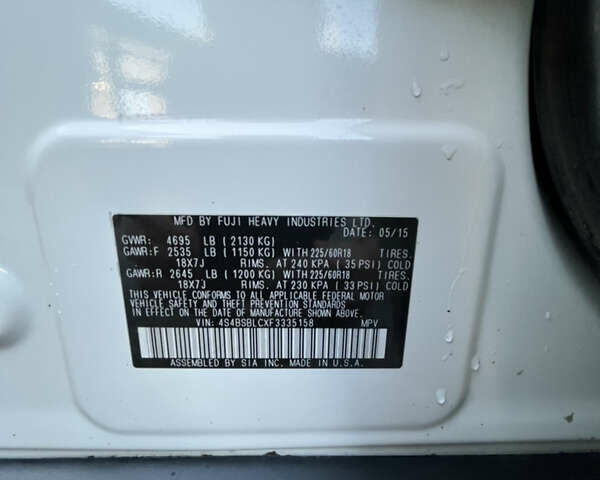 MFD BY FUJI HEAVY INDUSTRIES LTD.
DATE: 05/15
GVWR: 4695 LB ( 2130 KG)
GAWR:F 2535 LB ( 1150 KG) WITH 225/60R18 TIRES.
18X7J RIMS. AT 240 KPA ( 35 PSI) COLD
GAWR:R 2645 LB ( 1200 KG) WITH 225/60R18 TIRES.
18X7J RIMS. AT 230 KPA ( 33 PSI) COLD
THIS VEHICLE CONFORMS TO ALL APPLICABLE FEDERAL MOTOR
VEHICLE SAFETY AND THEFT PREVENTION STANDARDS
IN EFFECT ON THE DATE OF MANUFACTURE SHOWN ABOVE.
VIN: 4S4BSBLCXF3335158 MPV
ASSEMBLED BY SIA INC. MADE IN U.S.A.